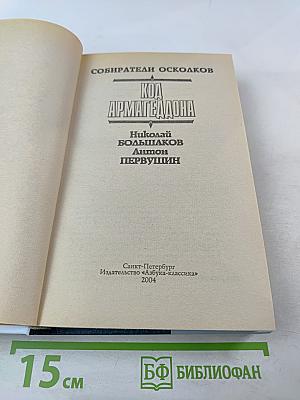 СОБИРАТЕЛИ ОСКОЛКОВ
КОД
АРМАГЕДДОНА
Николай
БОЛЬШАКОВ
Антон
ПЕРВУШИН
Санкт-Петербург
Издательство «Азбука-классика»
2004
15 см
БФ БИБЛИОФАН